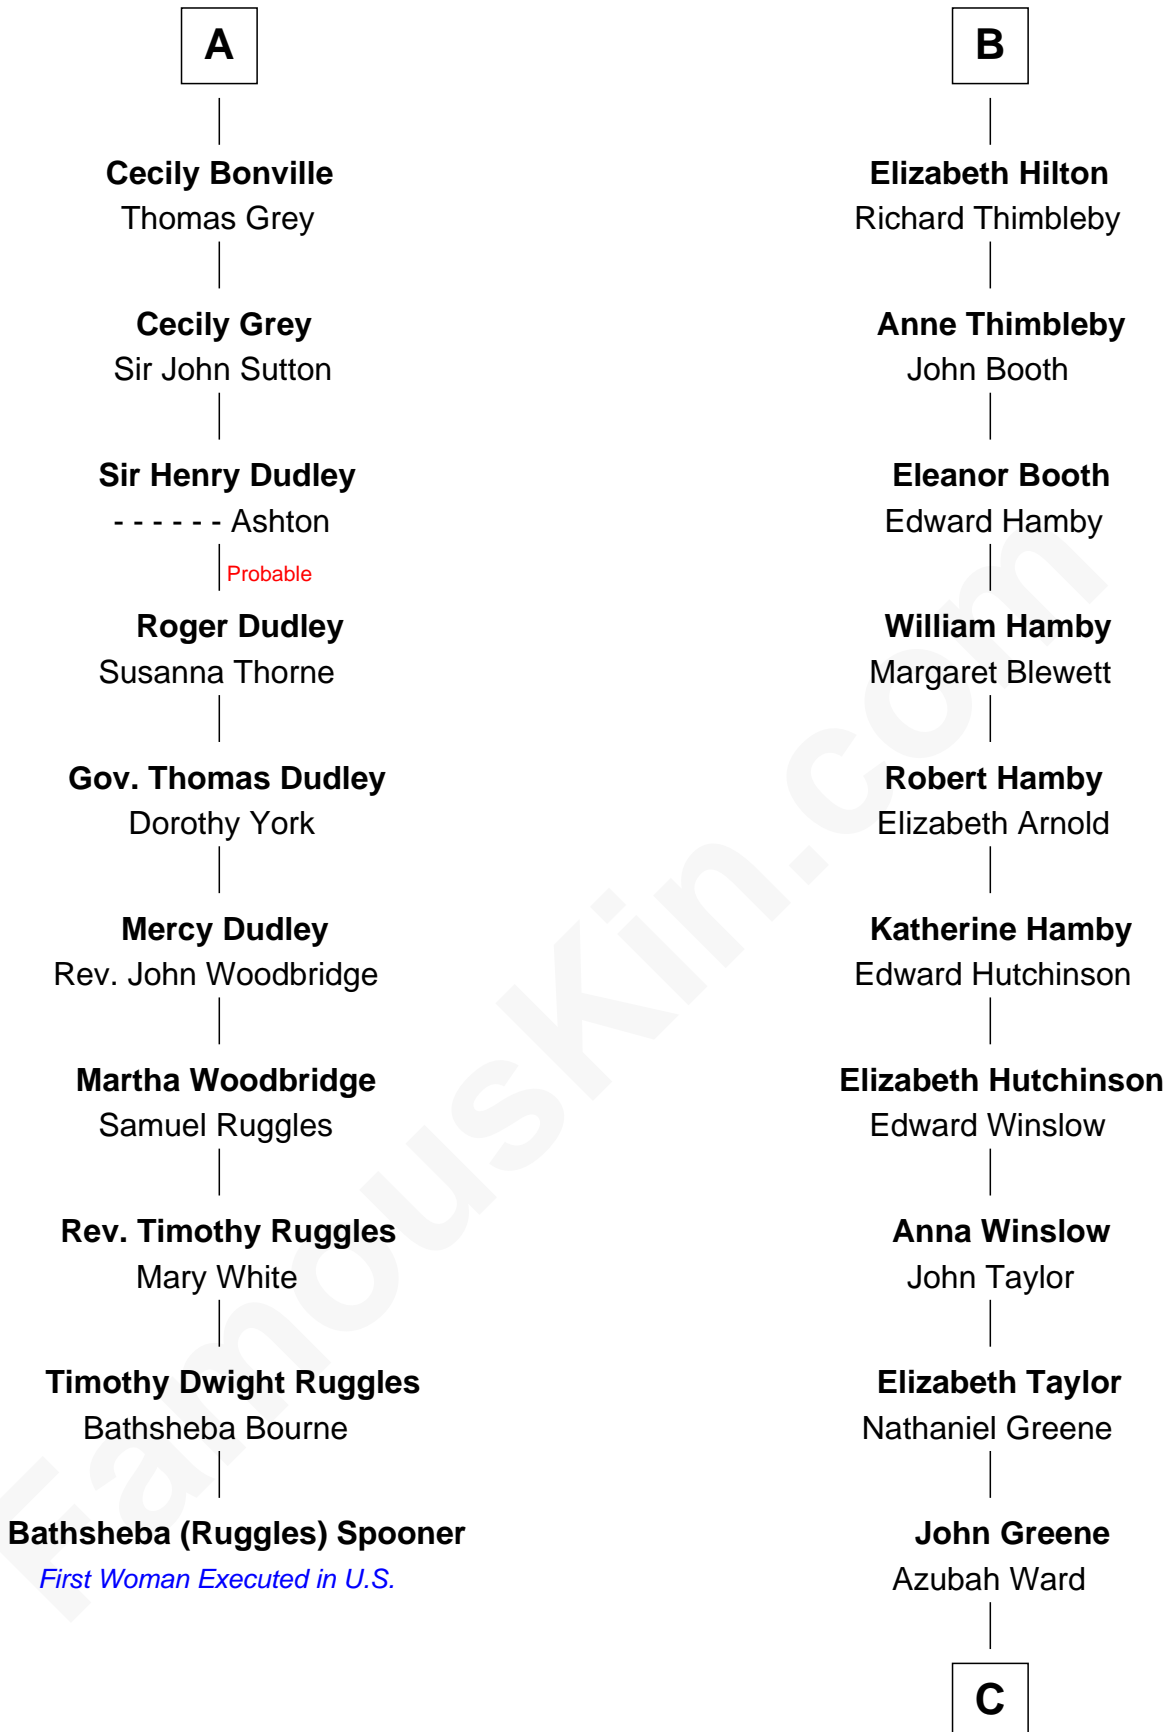 A
Cecily Bonville
Thomas Grey
Cecily Grey
Sir John Sutton
Sir Henry Dudley
- - - - - - Ashton
Probable
Roger Dudley
Susanna Thorne
Gov. Thomas Dudley
Dorothy York
Mercy Dudley
Rev. John Woodbridge
Martha Woodbridge
Samuel Ruggles
Rev. Timothy Ruggles
Mary White
Timothy Dwight Ruggles
Bathsheba Bourne
Bathsheba (Ruggles) Spooner
First Woman Executed in U.S.
B
Elizabeth Hilton
Richard Thimbleby
Anne Thimbleby
John Booth
Eleanor Booth
Edward Hamby
William Hamby
Margaret Blewett
Robert Hamby
Elizabeth Arnold
Katherine Hamby
Edward Hutchinson
Elizabeth Hutchinson
Edward Winslow
Anna Winslow
John Taylor
Elizabeth Taylor
Nathaniel Greene
John Greene
Azubah Ward
C
FamousKin.com